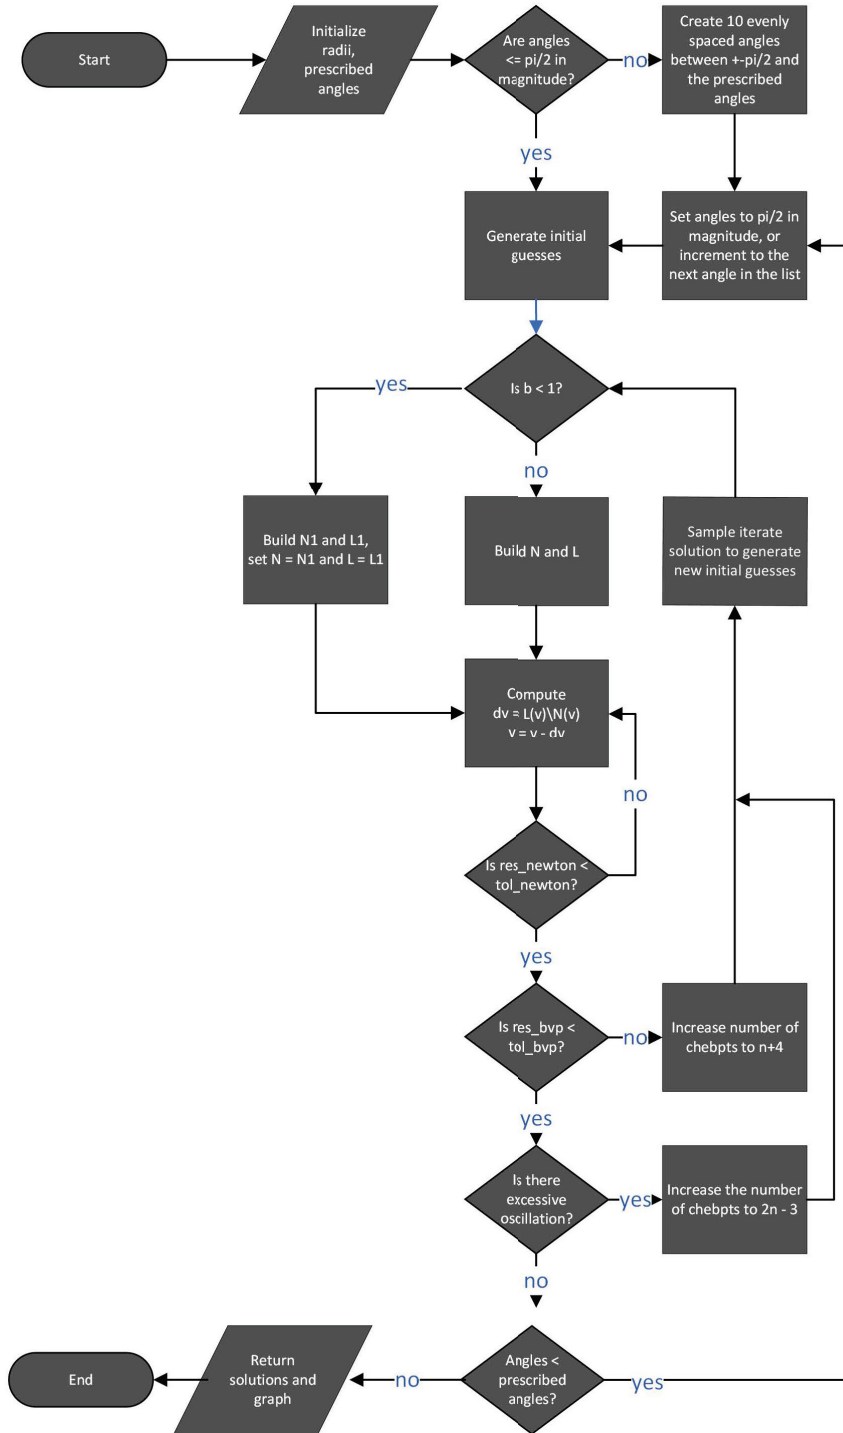 Start
Initialize
radii,
prescribed
angles
Are angles
<= pi/2 in
magnitude?
no
Create 10 evenly
spaced angles
between +-pi/2 and
the prescribed
angles
yes
Generate initial
guesses
Set angles to pi/2 in
magnitude, or
increment to the
next angle in the list
Is b < 1?
yes
no
Build N1 and L1,
set N = N1 and L = L1
Build N and L
Sample iterate
solution to generate
new initial guesses
Compute
dv = L(v)\N(v)
v = v - dv
no
Is res_newton <
tol_newton?
yes
Is res_bvp <
tol_bvp?
no
Increase number of
chebpts to n+4
yes
Is there
excessive
oscillation?
yes
Increase the number
of chebpts to 2n - 3
no
Angles <
prescribed
angles?
yes
no
Return
solutions and
graph
End